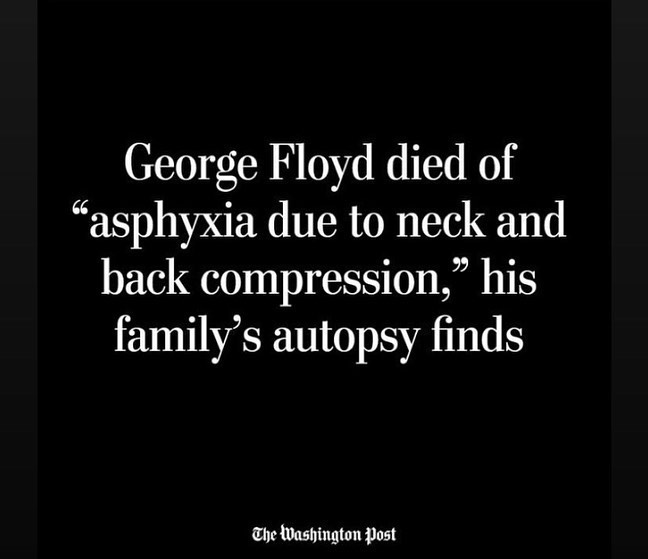 George Floyd died of
“asphyxia due to neck and
back compression,” his
family’s autopsy finds
The Washington Post